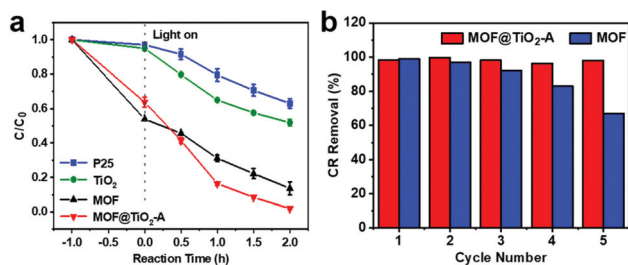 a
Light on
1.0
0.8
0.6
0.4
0.2
0.0
C/C₀
P25
TiO₂
MOF
MOF@TiO₂-A
-1.0 -0.5 0.0 0.5 1.0 1.5 2.0
Reaction Time (h)
b
MOF@TiO₂-A MOF
120
100
80
60
40
20
0
CR Removal (%)
1 2 3 4 5
Cycle Number